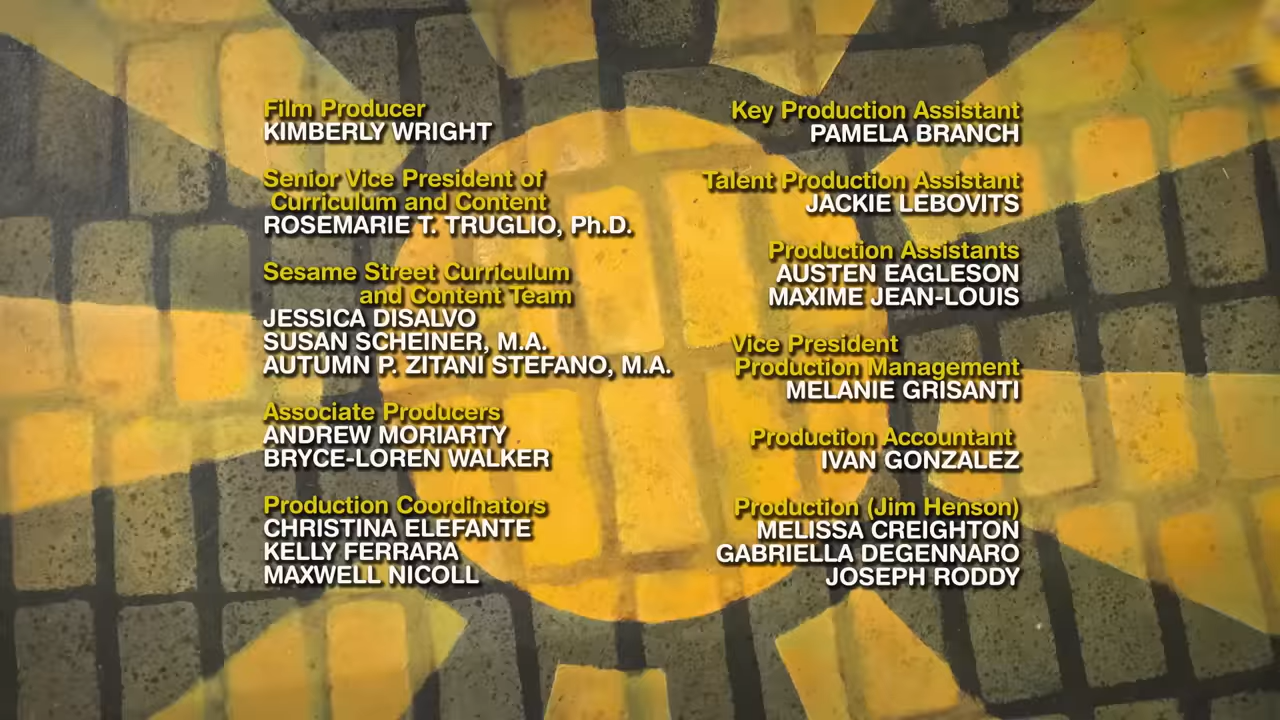 Film Producer
KIMBERLY WRIGHT
Senior Vice President of
Curriculum and Content
ROSEMARIE T. TRUGLIO, Ph.D.
Sesame Street Curriculum
and Content Team
JESSICA DISALVO
SUSAN SCHEINER, M.A.
AUTUMN P. ZITANI STEFANO, M.A.
Associate Producers
ANDREW MORIARTY
BRYCE-LOREN WALKER
Production Coordinators
CHRISTINA ELEFANTE
KELLY FERRARA
MAXWELL NICOLL
Key Production Assistant
PAMELA BRANCH
Talent Production Assistant
JACKIE LEBOVITS
Production Assistants
AUSTEN EAGLESON
MAXIME JEAN-LOUIS
Vice President
Production Management
MELANIE GRISANTI
Production Accountant
IVAN GONZALEZ
Production (Jim Henson)
MELISSA CREIGHTON
GABRIELLA DEGENNARO
JOSEPH RODDY